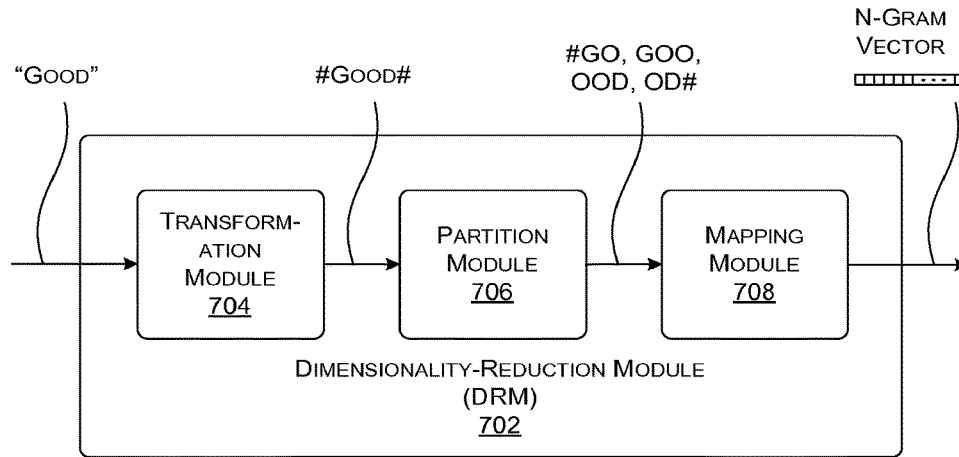 N-GRAM
VECTOR
“GOOD”
#GOOD#
#GO, GOO,
OOD, OD#
TRANSFORM-
ATION
MODULE
704
PARTITION
MODULE
706
MAPPING
MODULE
708
DIMENSIONALITY-REDUCTION MODULE
(DRM)
702